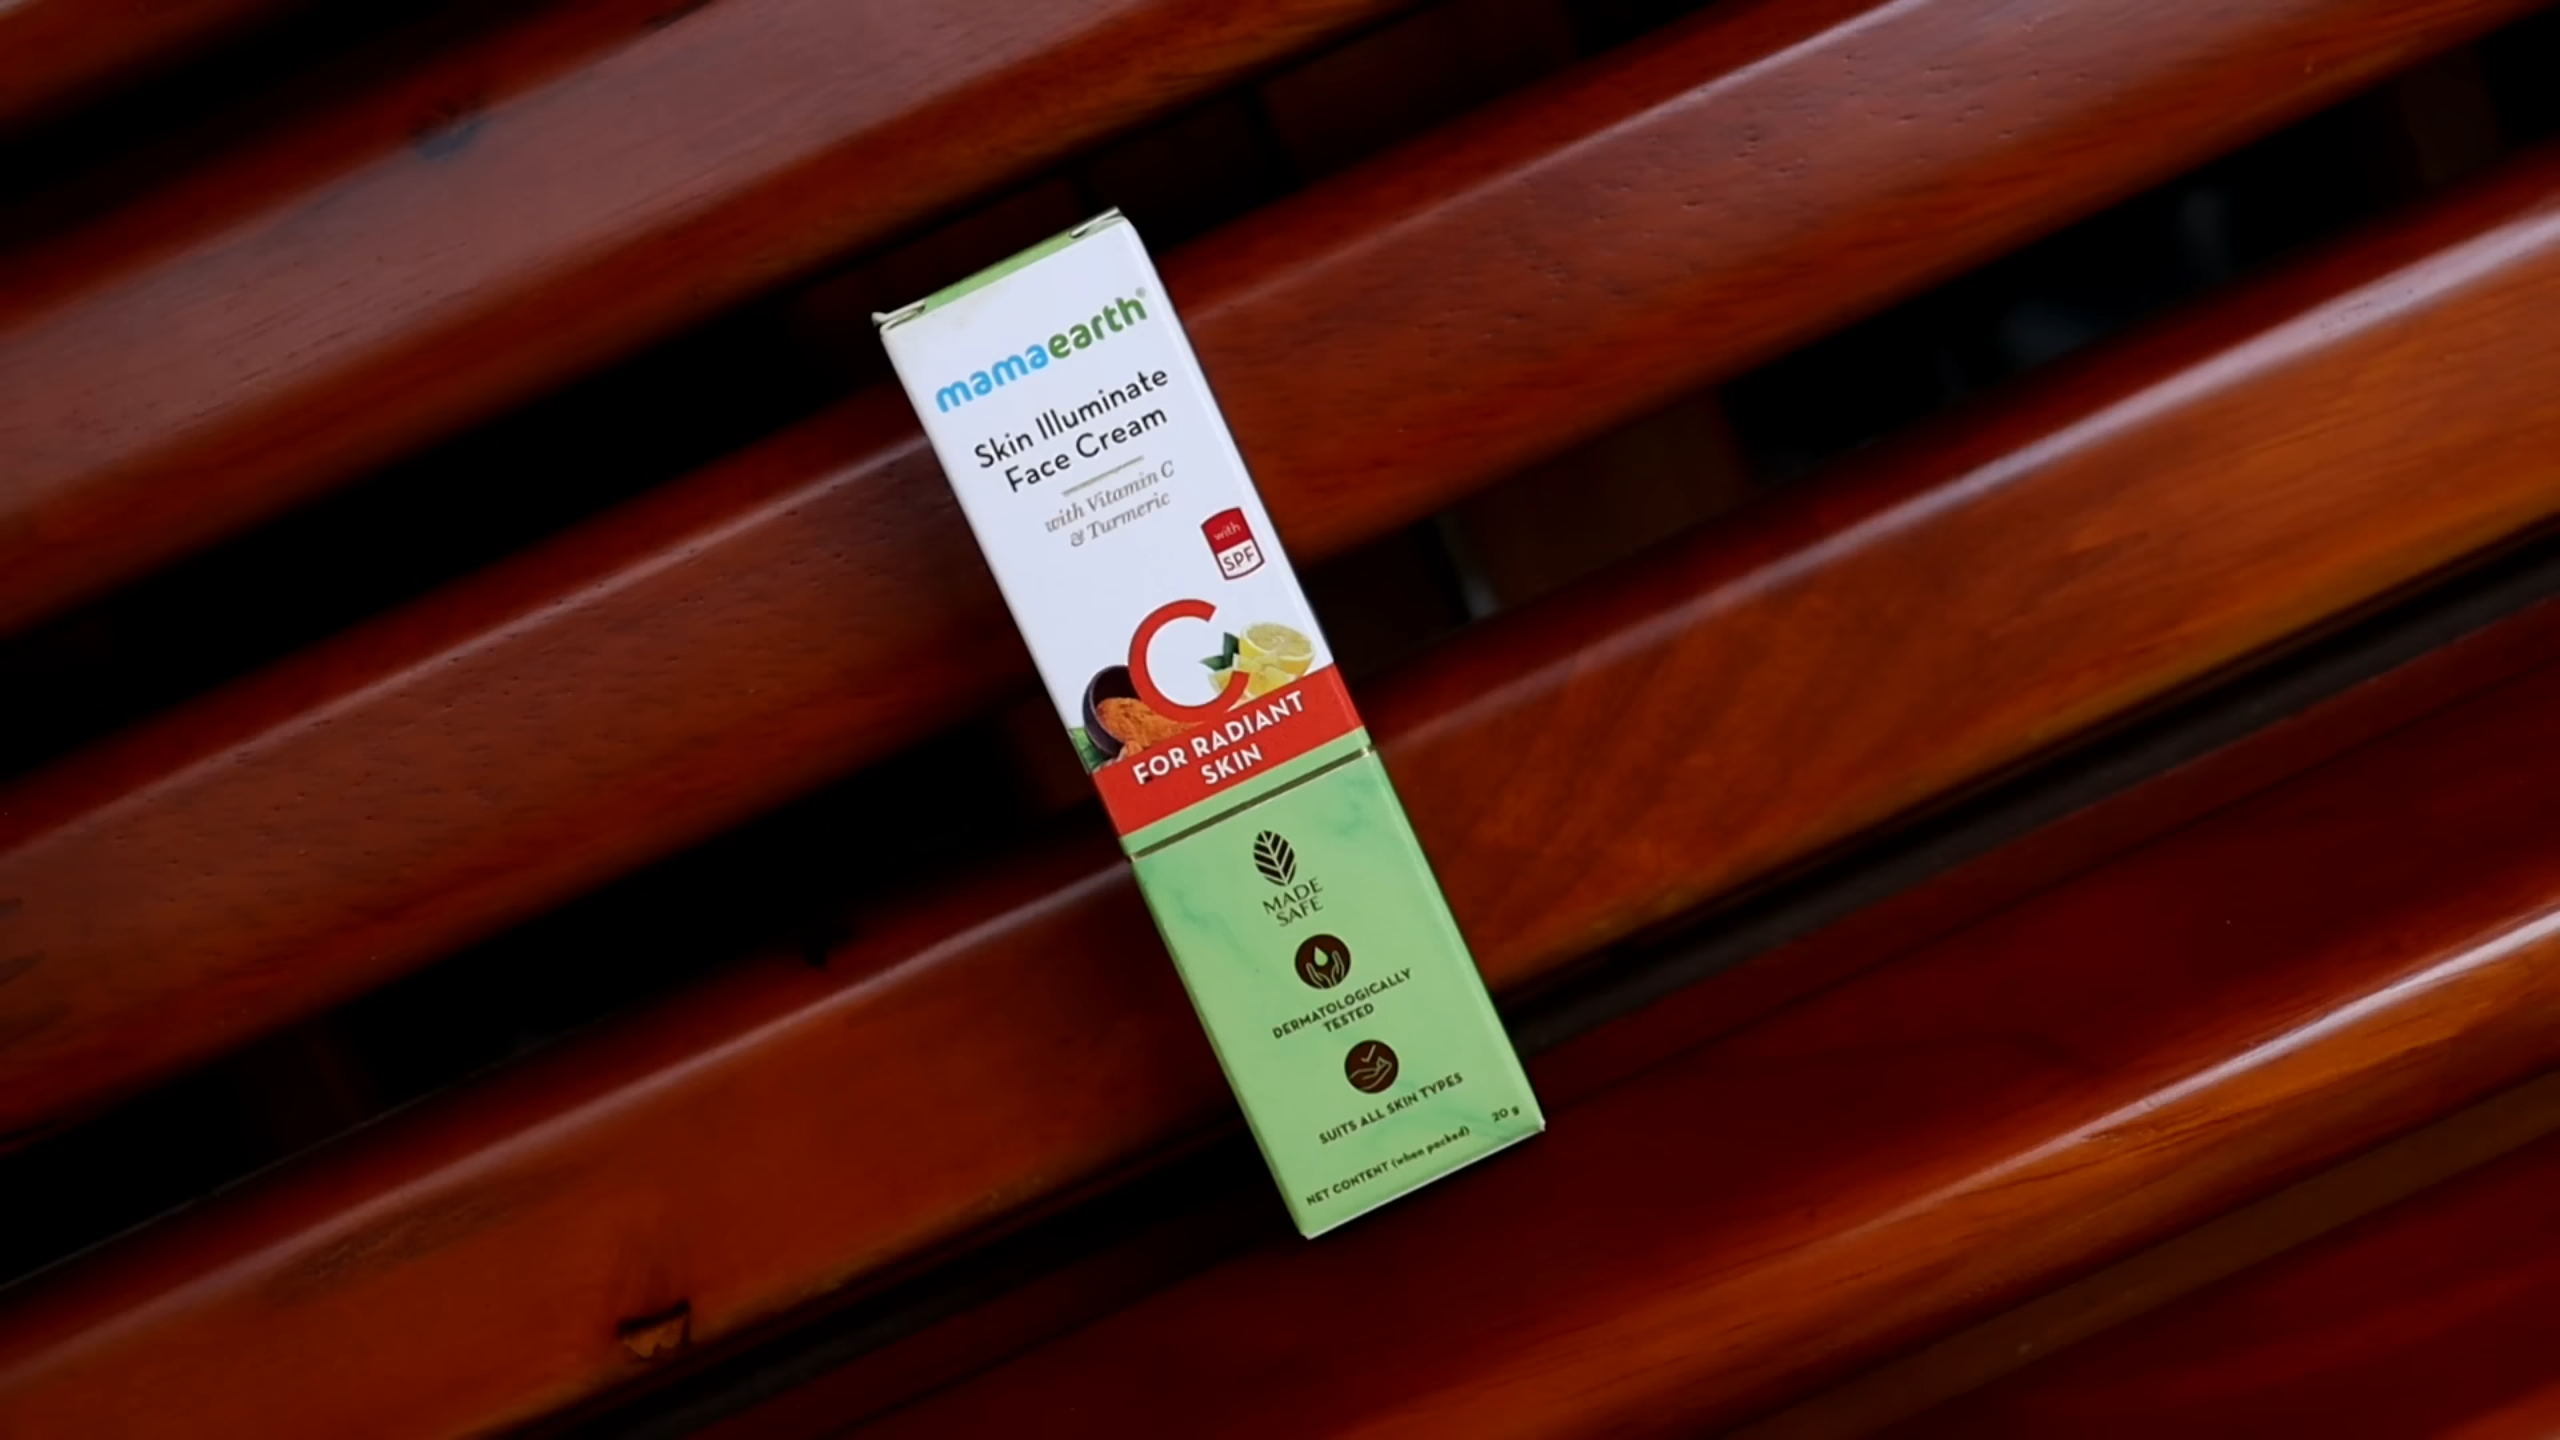 mamaearth®
Skin Illuminate
Face Cream
with Vitamin C
& Turmeric
with
SPF
C
FOR RADIANT
SKIN
MADE
SAFE
DERMATOLOGICALLY
TESTED
SUITS ALL SKIN TYPES
NET CONTENT (when packed) 20 g